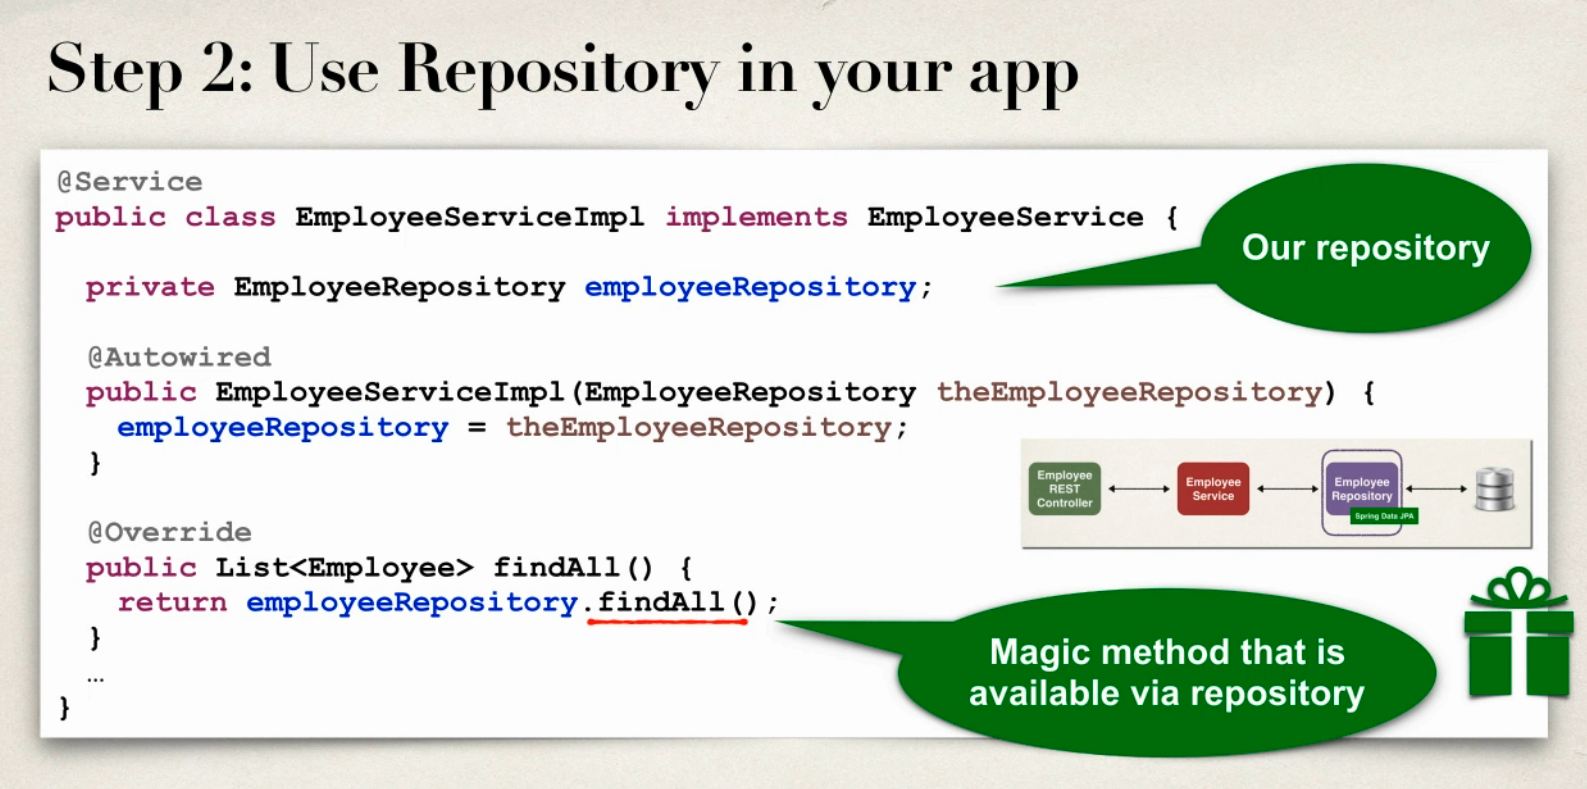 Step 2: Use Repository in your app
@Service
public class EmployeeServiceImpl implements EmployeeService {
Our repository
private EmployeeRepository employeeRepository;
@Autowired
public EmployeeServiceImpl(EmployeeRepository theEmployeeRepository) {
employeeRepository = theEmployeeRepository;
}
Employee
REST
Controller
Employee
Service
Employee
Repository
Spring Data JPA
@Override
public List<Employee> findAll() {
return employeeRepository.findAll();
}
...
}
Magic method that is
available via repository